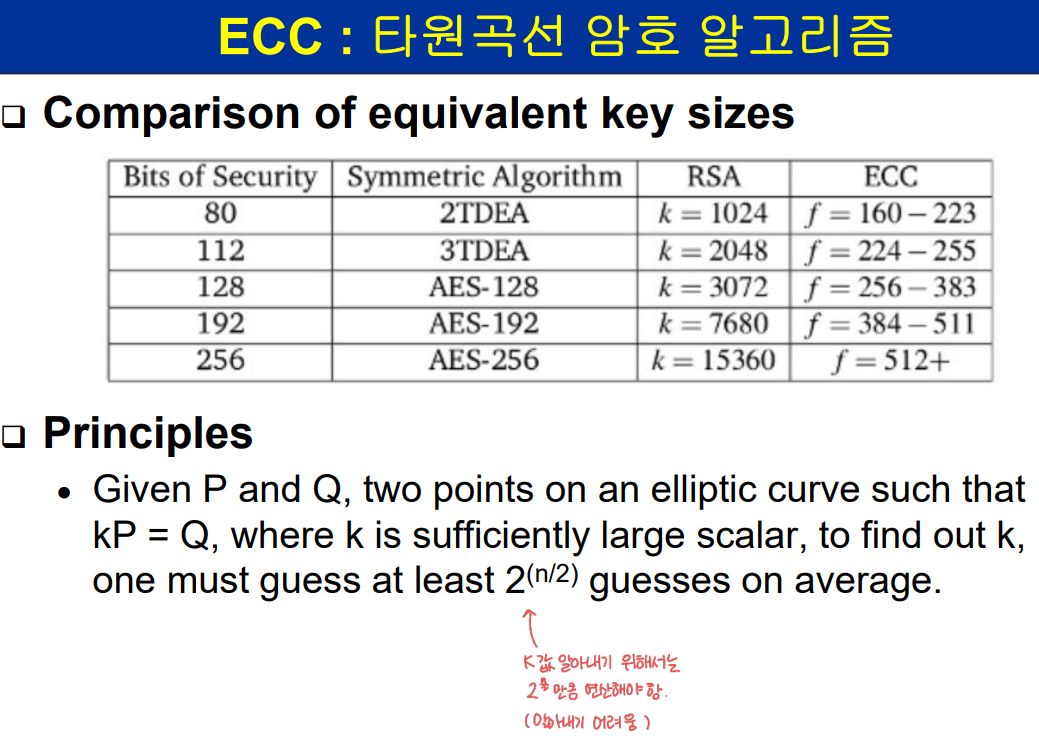 ECC : 타원곡선 암호 알고리즘
❑ Comparison of equivalent key sizes
Bits of Security Symmetric Algorithm RSA ECC
80 2TDEA k = 1024 f = 160 – 223
112 3TDEA k = 2048 f = 224 – 255
128 AES-128 k = 3072 f = 256 – 383
192 AES-192 k = 7680 f = 384 – 511
256 AES-256 k = 15360 f = 512+
❑ Principles
• Given P and Q, two points on an elliptic curve such that
kP = Q, where k is sufficiently large scalar, to find out k,
one must guess at least 2^(n/2) guesses on average.
K값 알아내기 위해서는
2^(n/2) 만큼 연산해야 함.
(알아내기 어려움)